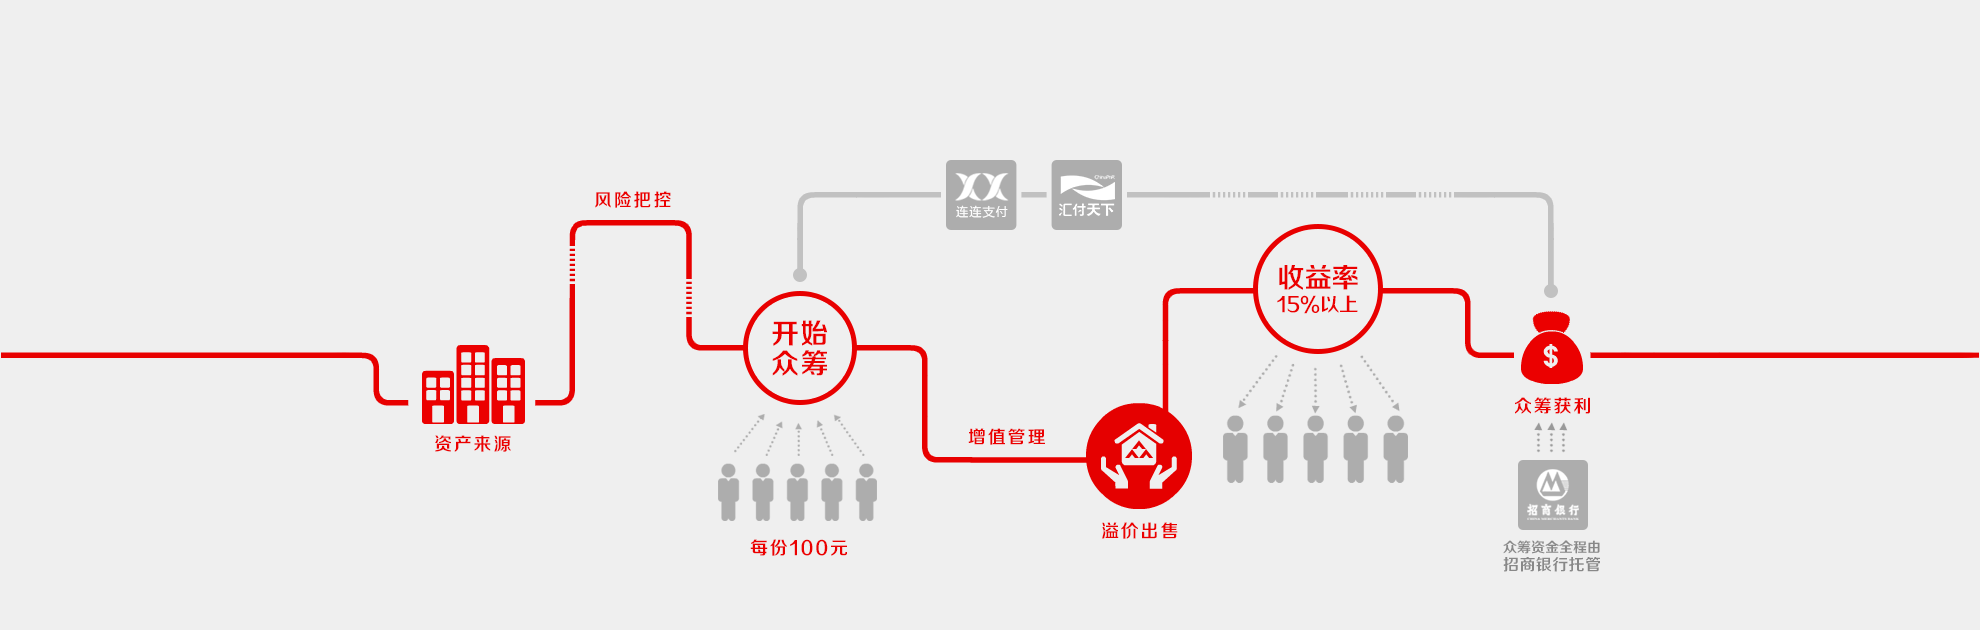 风险把控
连连支付
ChinaPnR
汇付天下
资产来源
开始
众筹
每份100元
增值管理
溢价出售
收益率
15%以上
$
众筹获利
招商银行
众筹资金全程由
招商银行托管